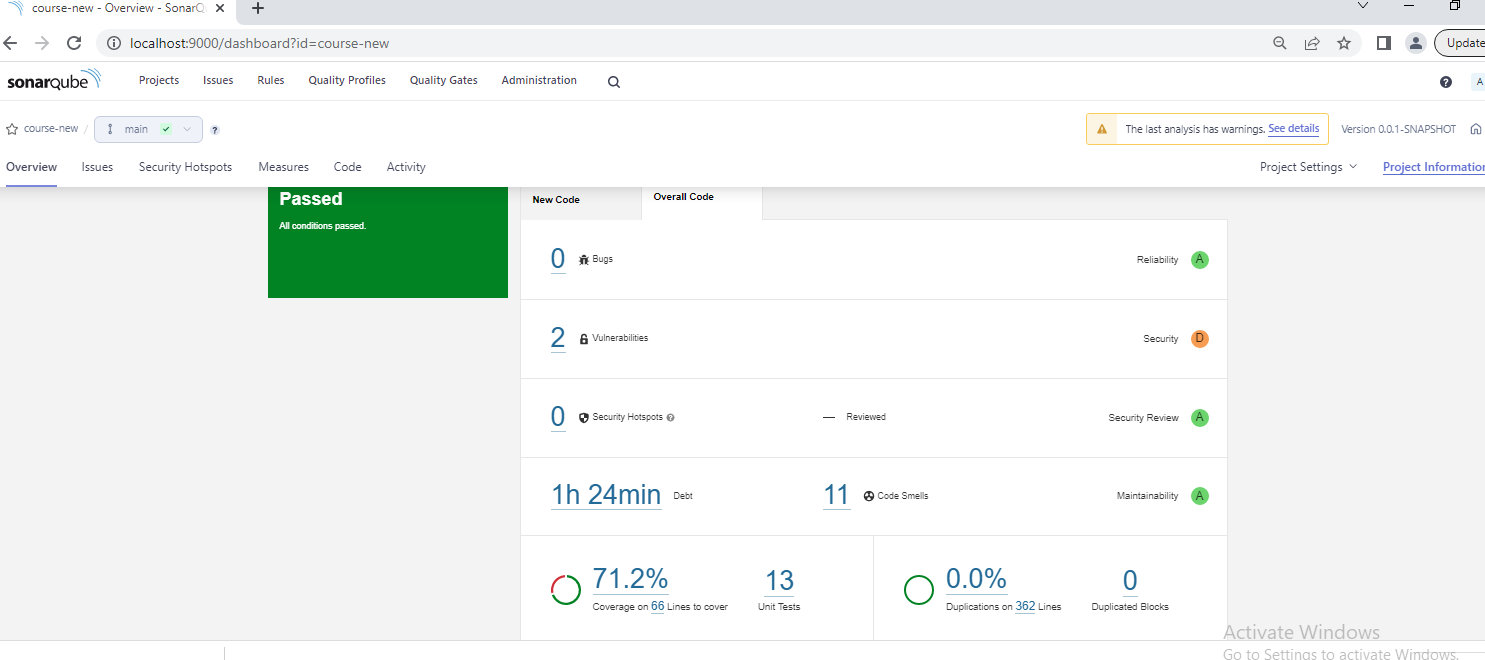 course-new - Overview - SonarQ
localhost:9000/dashboard?id=course-new
Update
sonarqube Projects Issues Rules Quality Profiles Quality Gates Administration ? A
course-new / main ? The last analysis has warnings. See details Version 0.0.1-SNAPSHOT
Overview Issues Security Hotspots Measures Code Activity Project Settings Project Information
Passed
All conditions passed.
New Code Overall Code
0 Bugs Reliability A
2 Vulnerabilities Security D
0 Security Hotspots ? — Reviewed Security Review A
1h 24min Debt 11 Code Smells Maintainability A
71.2% 13 0.0% 0
Coverage on 66 Lines to cover Unit Tests Duplications on 362 Lines Duplicated Blocks
Activate Windows
Go to Settings to activate Windows.